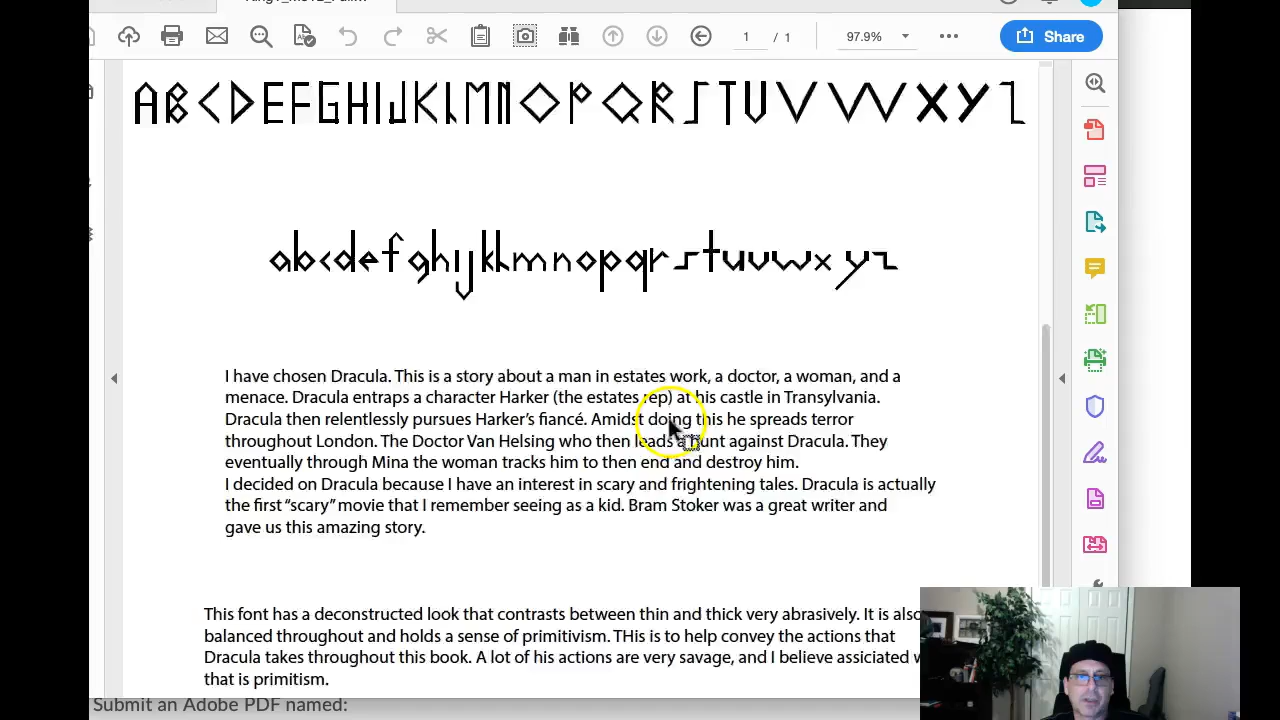 1 / 1
97.9%
Share
ABCDEFGHIJKLMNOPQRSTUVWXYZ
abcdefghijklmnopqrstuvwxyz
I have chosen Dracula. This is a story about a man in estates work, a doctor, a woman, and a
menace. Dracula entraps a character Harker (the estates rep) at his castle in Transylvania.
Dracula then relentlessly pursues Harker's fiancé. Amidst doing this he spreads terror
throughout London. The Doctor Van Helsing who then leads hunt against Dracula. They
eventually through Mina the woman tracks him to then end and destroy him.
I decided on Dracula because I have an interest in scary and frightening tales. Dracula is actually
the first “scary” movie that I remember seeing as a kid. Bram Stoker was a great writer and
gave us this amazing story.
This font has a deconstructed look that contrasts between thin and thick very abrasively. It is also
balanced throughout and holds a sense of primitivism. THis is to help convey the actions that
Dracula takes throughout this book. A lot of his actions are very savage, and I believe assiciated
that is primitism.
Submit an Adobe PDF named: